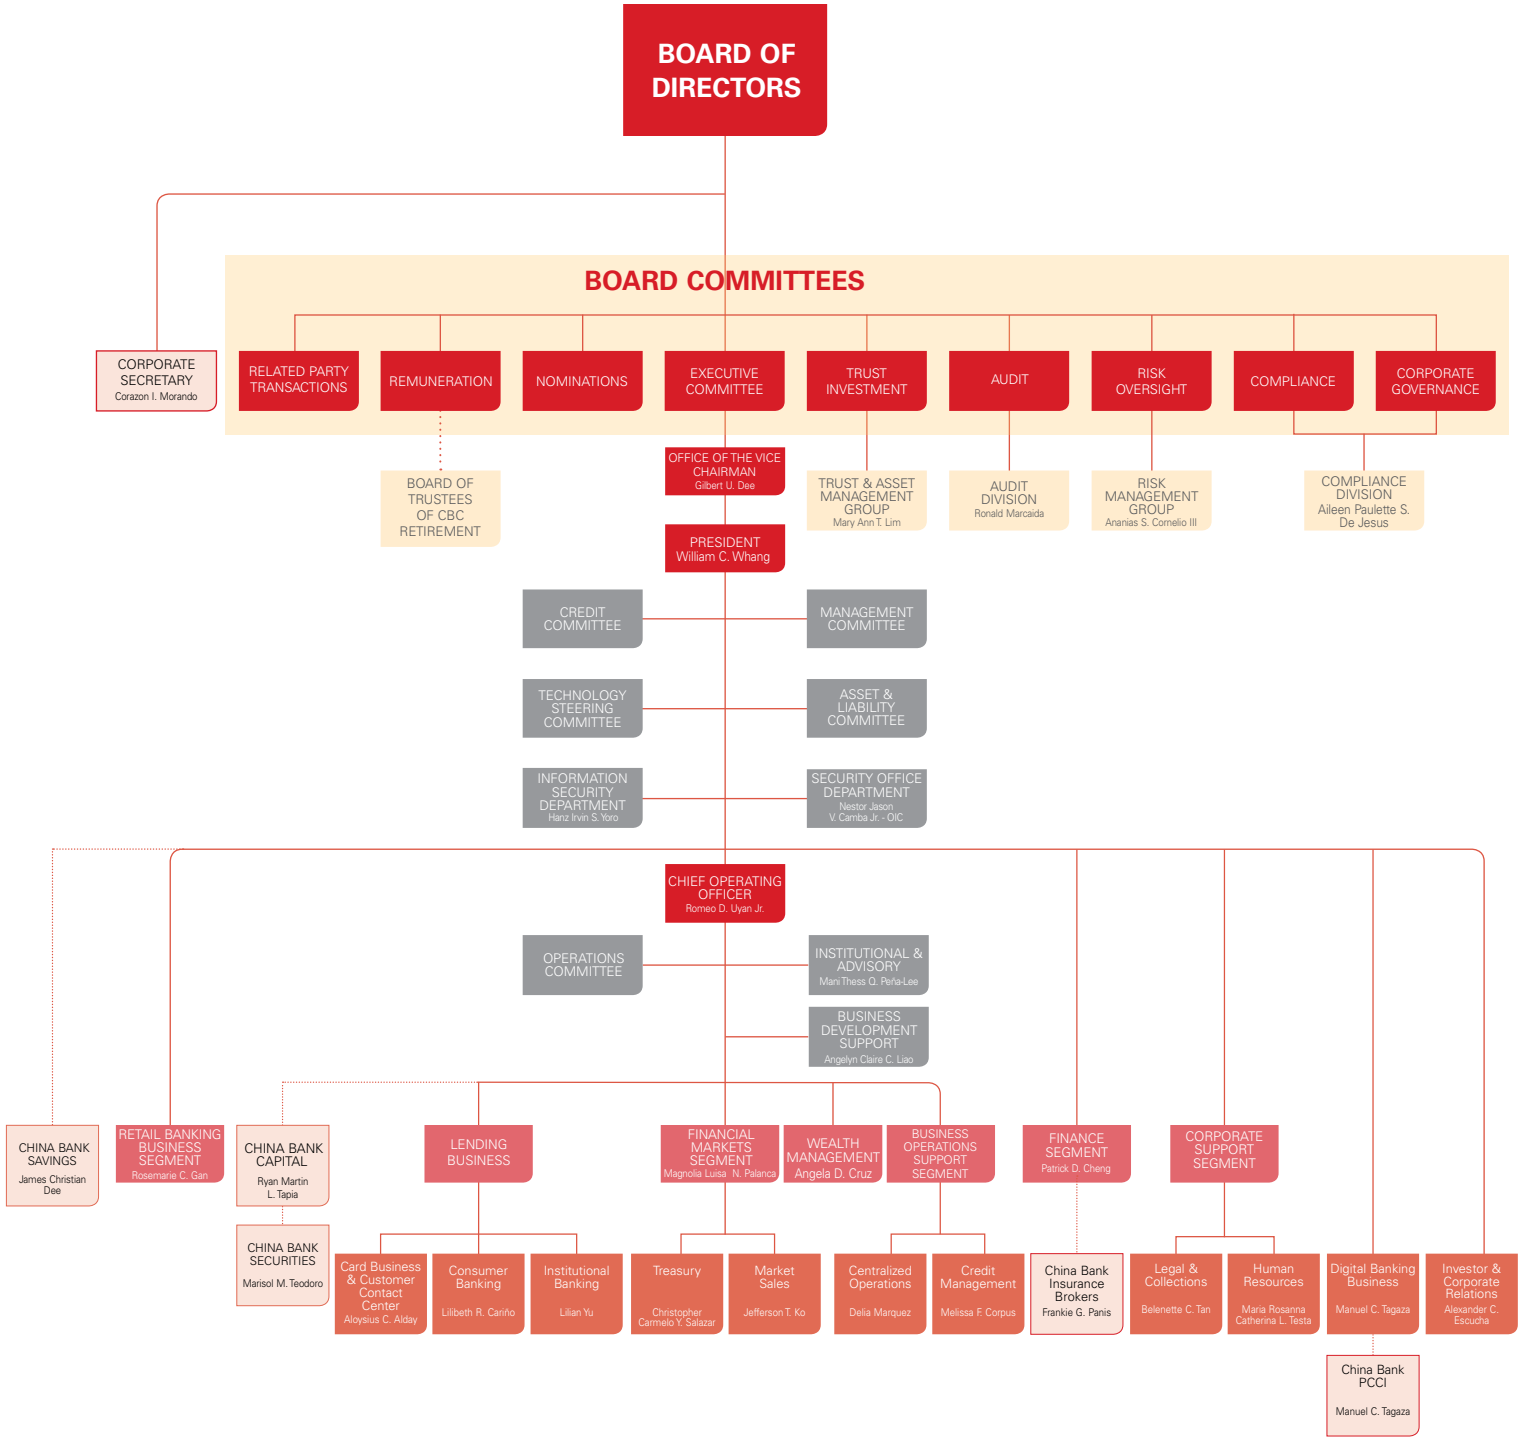 BOARD OF
DIRECTORS
BOARD COMMITTEES
CORPORATE
SECRETARY
Corazon I. Morando
RELATED PARTY
TRANSACTIONS
REMUNERATION
NOMINATIONS
EXECUTIVE
COMMITTEE
TRUST
INVESTMENT
AUDIT
RISK
OVERSIGHT
COMPLIANCE
CORPORATE
GOVERNANCE
BOARD OF
TRUSTEES
OF CBC
RETIREMENT
OFFICE OF THE VICE
CHAIRMAN
Gilbert U. Dee
TRUST & ASSET
MANAGEMENT
GROUP
Mary Ann T. Lim
AUDIT
DIVISION
Ronald Marcaida
RISK
MANAGEMENT
GROUP
Ananias S. Cornelio III
COMPLIANCE
DIVISION
Aileen Paulette S.
De Jesus
PRESIDENT
William C. Whang
CREDIT
COMMITTEE
MANAGEMENT
COMMITTEE
TECHNOLOGY
STEERING
COMMITTEE
ASSET &
LIABILITY
COMMITTEE
INFORMATION
SECURITY
DEPARTMENT
Hanz Irvin S. Yoro
SECURITY OFFICE
DEPARTMENT
Nestor Jason
V. Camba Jr. - OIC
CHIEF OPERATING
OFFICER
Romeo D. Uyan Jr.
OPERATIONS
COMMITTEE
INSTITUTIONAL &
ADVISORY
Mani Thess Q. Peña-Lee
BUSINESS
DEVELOPMENT
SUPPORT
Angelyn Claire C. Liao
CHINA BANK
SAVINGS
James Christian
Dee
RETAIL BANKING
BUSINESS
SEGMENT
Rosemarie C. Gan
CHINA BANK
CAPITAL
Ryan Martin
L. Tapia
LENDING
BUSINESS
FINANCIAL
MARKETS
SEGMENT
Magnolia Luisa N. Palanca
WEALTH
MANAGEMENT
Angela D. Cruz
BUSINESS
OPERATIONS
SUPPORT
SEGMENT
FINANCE
SEGMENT
Patrick D. Cheng
CORPORATE
SUPPORT
SEGMENT
CHINA BANK
SECURITIES
Marisol M. Teodoro
Card Business
& Customer
Contact
Center
Aloysius C. Alday
Consumer
Banking
Lilibeth R. Cariño
Institutional
Banking
Lilian Yu
Treasury
Christopher
Carmelo Y. Salazar
Market
Sales
Jefferson T. Ko
Centralized
Operations
Delia Marquez
Credit
Management
Melissa F. Corpus
China Bank
Insurance
Brokers
Frankie G. Panis
Legal &
Collections
Belenette C. Tan
Human
Resources
Maria Rosanna
Catherina L. Testa
Digital Banking
Business
Manuel C. Tagaza
Investor &
Corporate
Relations
Alexander C.
Escucha
China Bank
PCCI
Manuel C. Tagaza